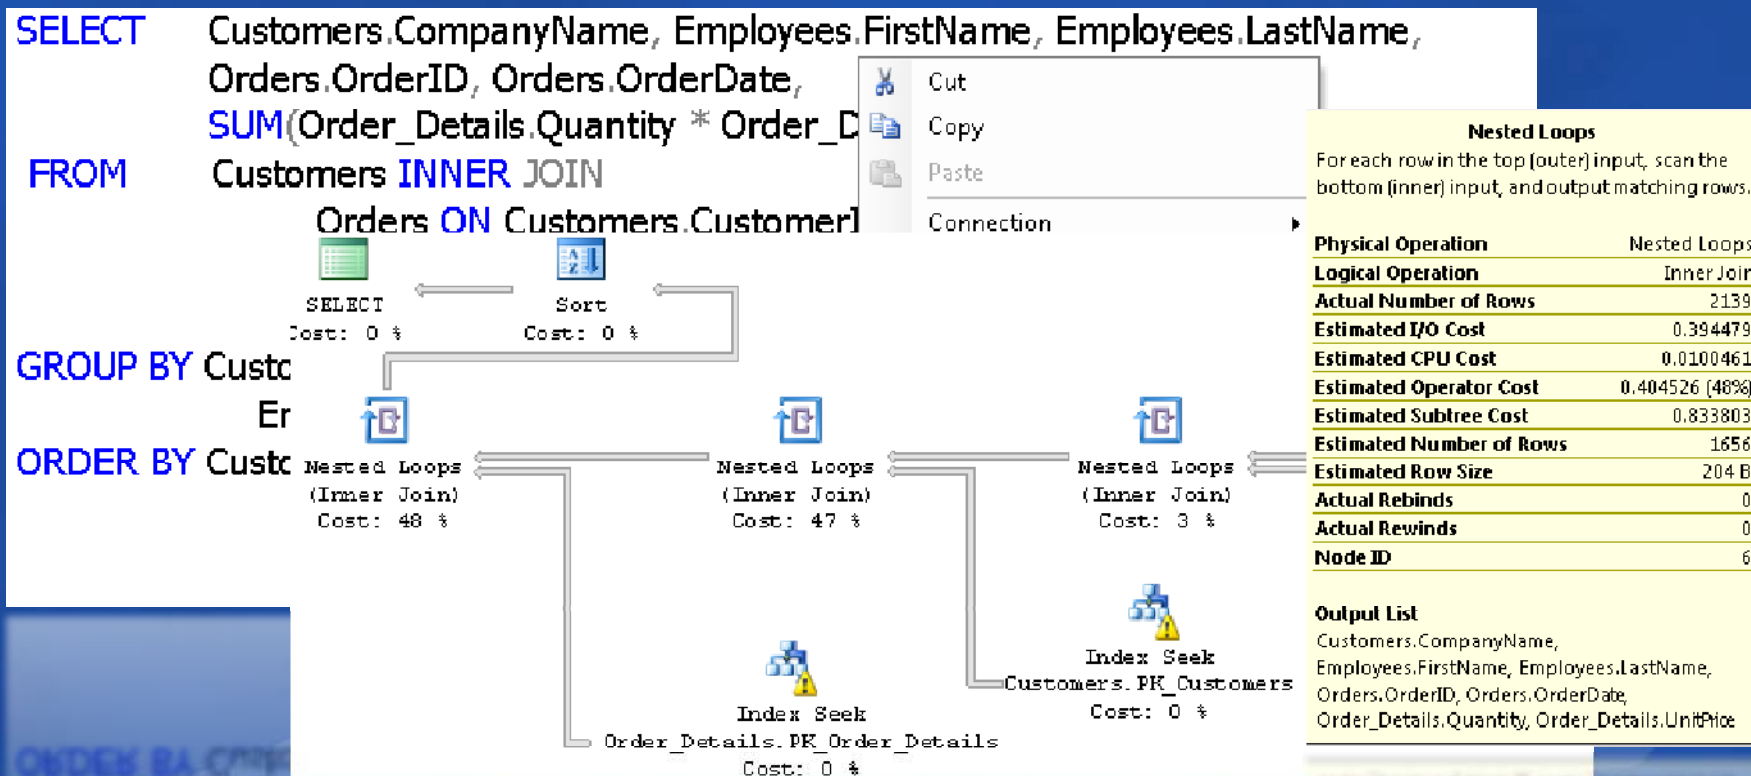 SELECT Customers.CompanyName, Employees.FirstName, Employees.LastName,
Orders.OrderID, Orders.OrderDate,
SUM(Order_Details.Quantity * Order_D
FROM Customers INNER JOIN
Orders ON Customers.CustomerI
Cut
Copy
Paste
Connection
SELECT
Cost: 0 %
Sort
Cost: 0 %
GROUP BY Custo
Er
ORDER BY Custo
Nested Loops
(Inner Join)
Cost: 48 %
Nested Loops
(Inner Join)
Cost: 47 %
Nested Loops
(Inner Join)
Cost: 3 %
Index Seek
Customers.PK_Customers
Cost: 0 %
Index Seek
Order_Details.PK_Order_Details
Cost: 0 %
Nested Loops
For each row in the top (outer) input, scan the
bottom (inner) input, and output matching rows.
Physical Operation Nested Loops
Logical Operation Inner Join
Actual Number of Rows 2139
Estimated I/O Cost 0.394479
Estimated CPU Cost 0.0100461
Estimated Operator Cost 0.404526 (48%)
Estimated Subtree Cost 0.833803
Estimated Number of Rows 1656
Estimated Row Size 204 B
Actual Rebinds 0
Actual Rewinds 0
Node ID 6
Output List
Customers.CompanyName,
Employees.FirstName, Employees.LastName,
Orders.OrderID, Orders.OrderDate,
Order_Details.Quantity, Order_Details.UnitPrice